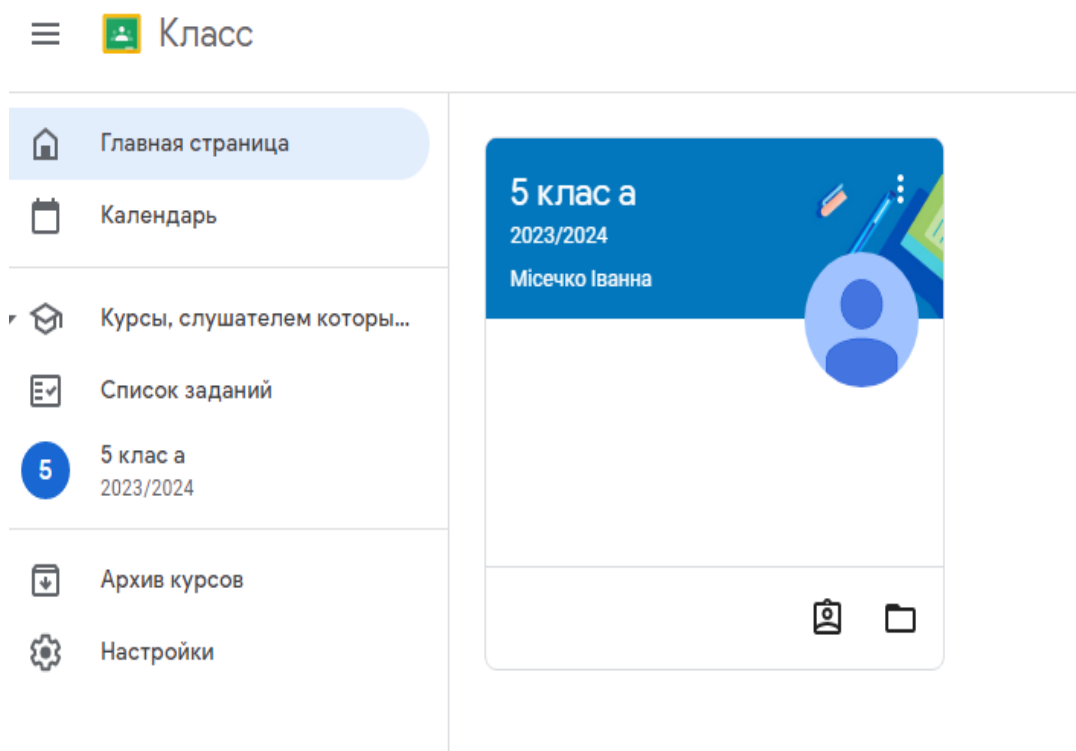 Класс
Главная страница
Календарь
Курсы, слушателем которы...
Список заданий
5
5 клас а
2023/2024
Архив курсов
Настройки
5 клас а
2023/2024
Місечко Іванна